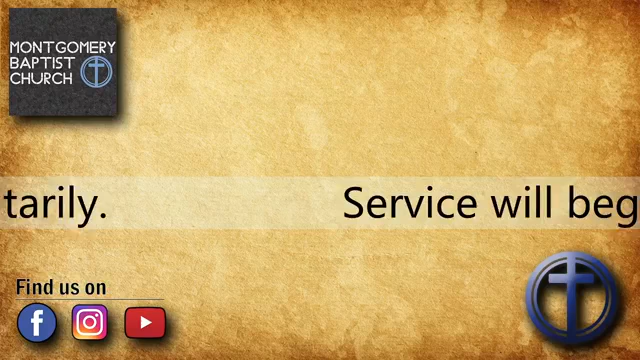 MONTGOMERY
BAPTIST
CHURCH
tarily. Service will beg
Find us on